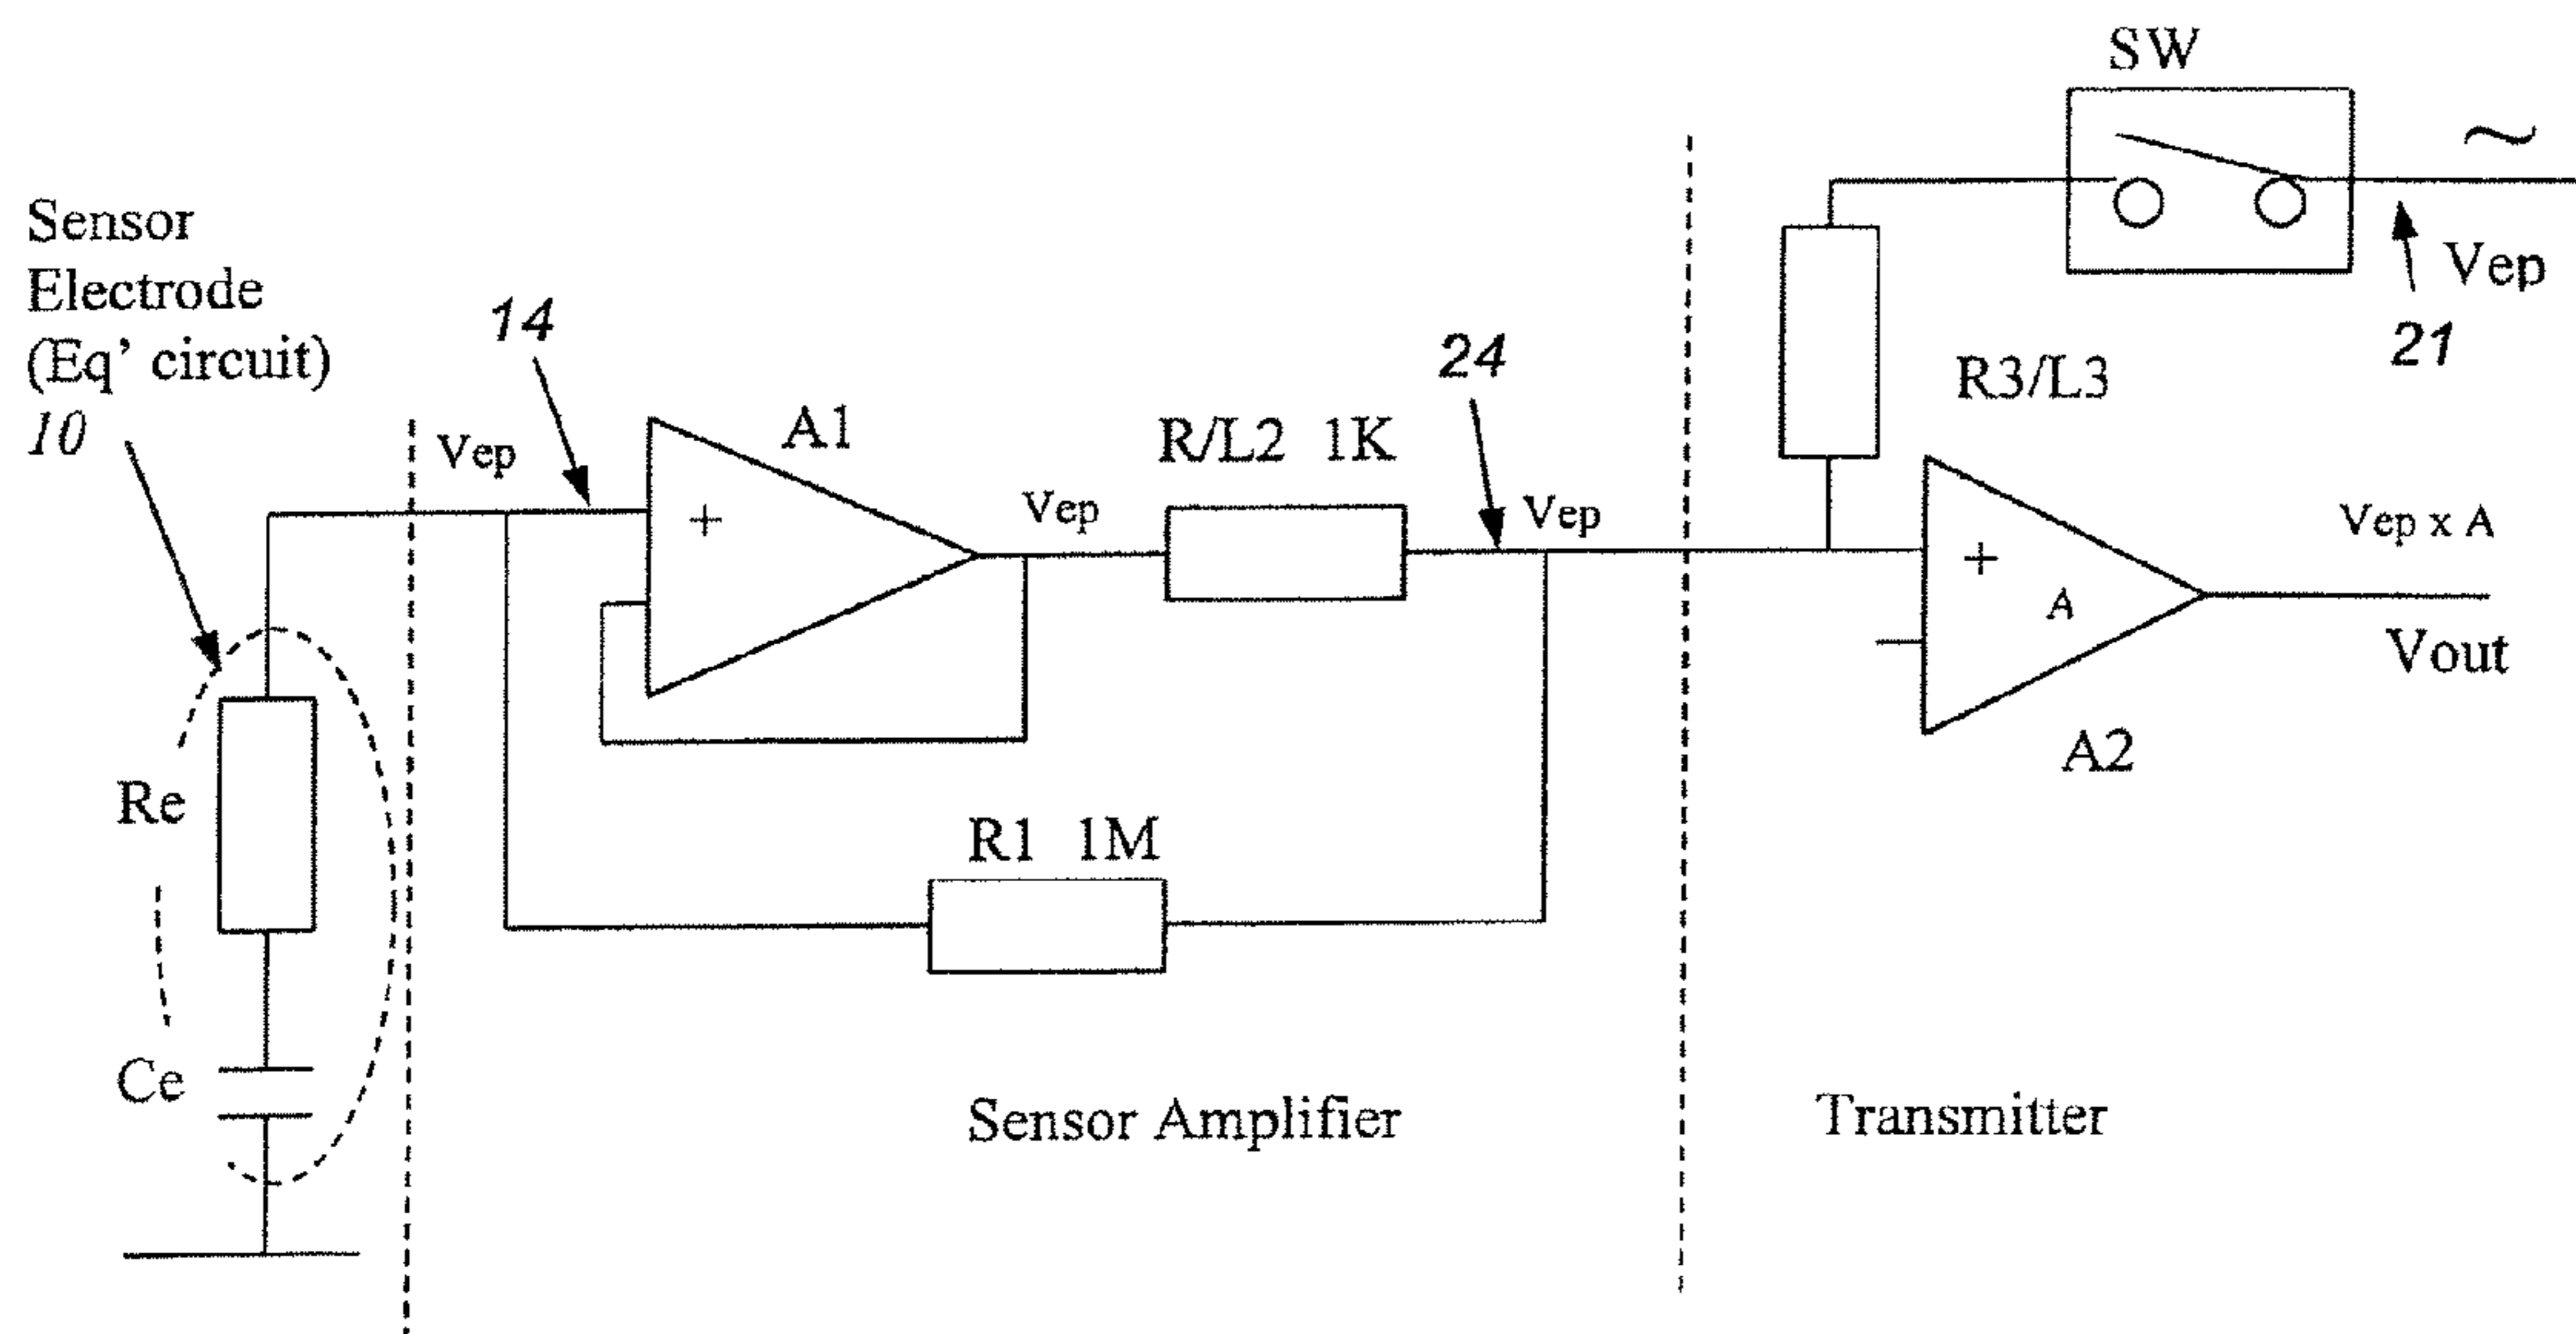 SW
~
Vep
21
Sensor
Electrode
(Eq' circuit)
10
14
Vep
A1
+
Vep
R/L2 1K
24
Vep
R3/L3
+
A
Vep x A
Vout
A2
Re
R1 1M
Ce
Sensor Amplifier
Transmitter